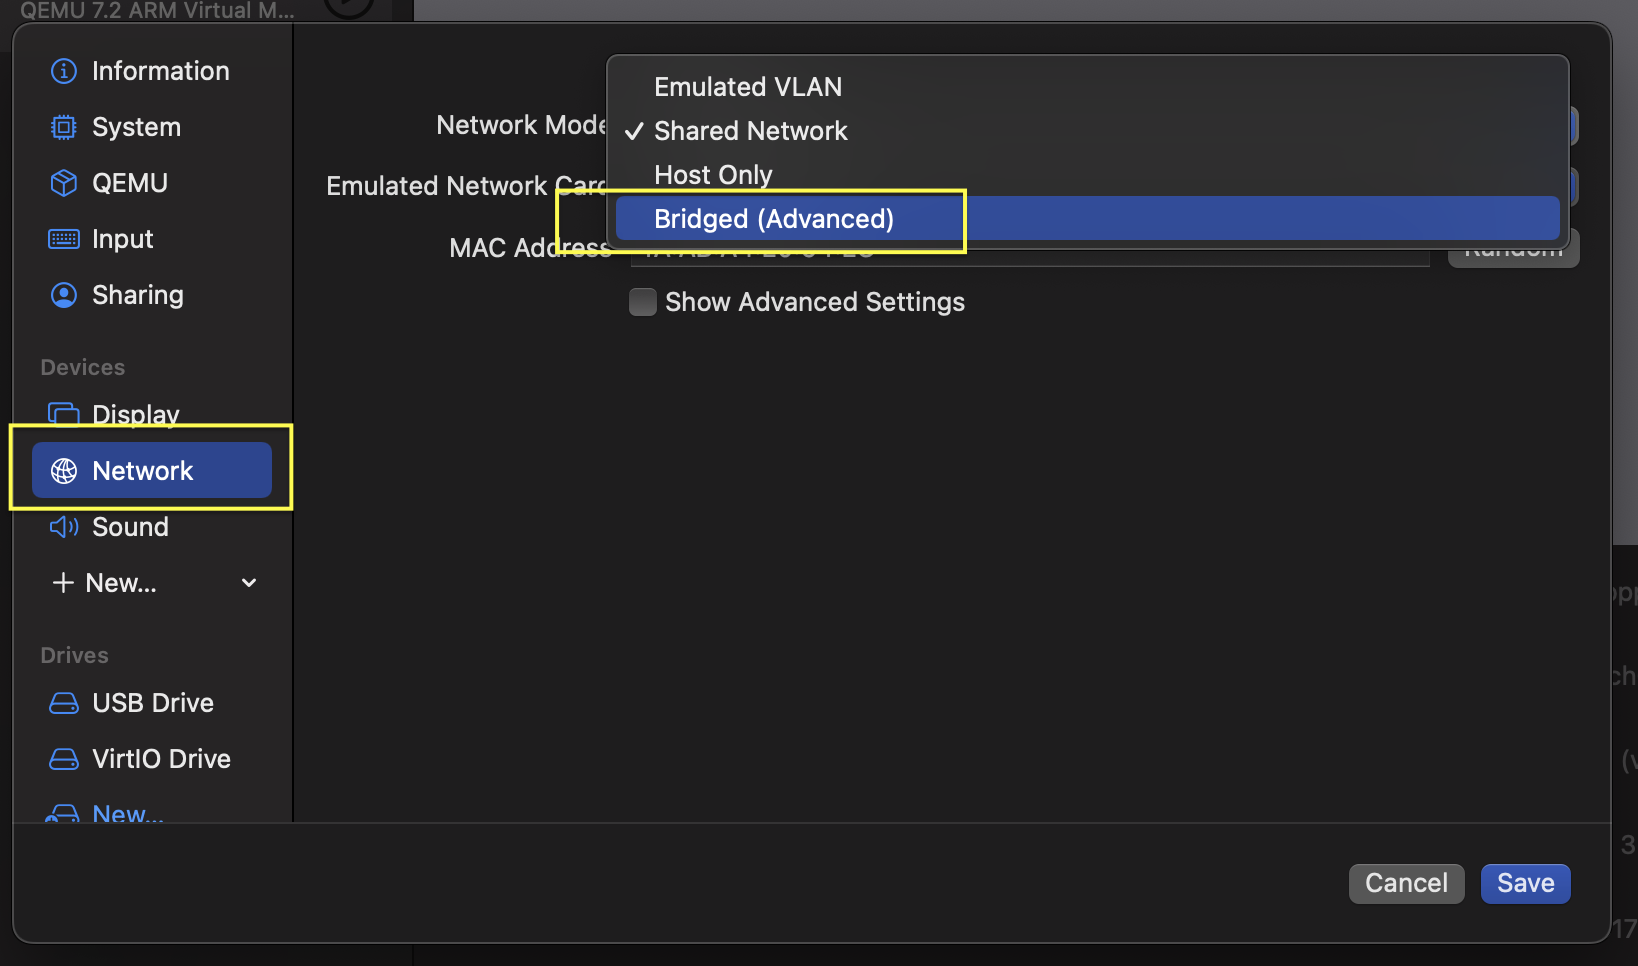 QEMU 7.2 ARM Virtual M...
Information
System
QEMU
Input
Sharing
Devices
Display
Network
Sound
New...
Drives
USB Drive
VirtIO Drive
New...
Network Mode
Emulated VLAN
✓ Shared Network
Host Only
Bridged (Advanced)
Emulated Network Card
MAC Address
Random
Show Advanced Settings
Cancel
Save
3
17